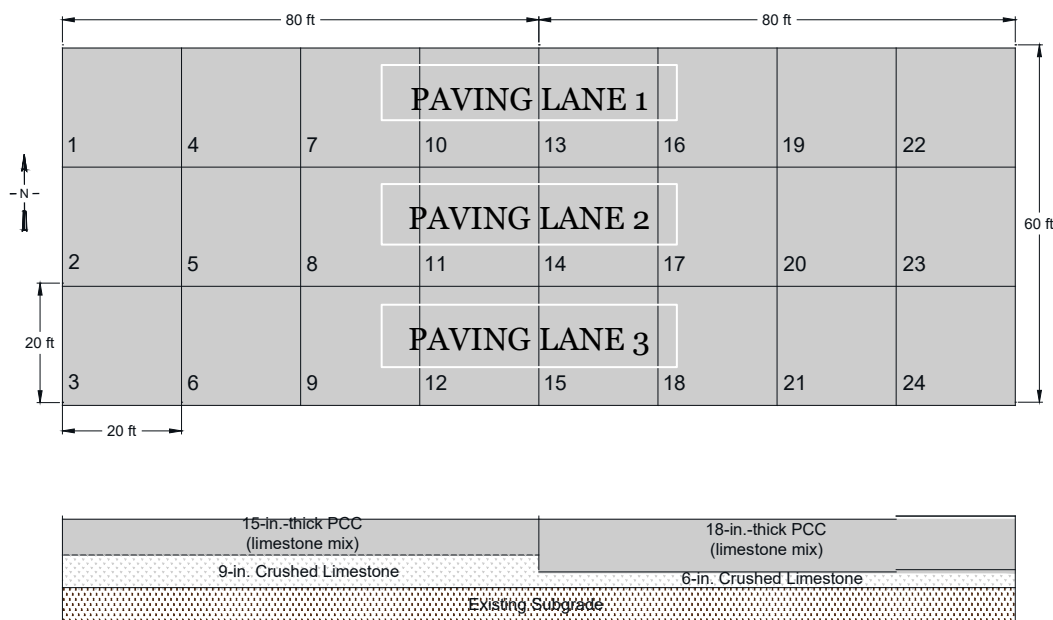 80 ft 80 ft
PAVING LANE 1
1 4 7 10 13 16 19 22
N
PAVING LANE 2
60 ft
2 5 8 11 14 17 20 23
PAVING LANE 3
20 ft
3 6 9 12 15 18 21 24
20 ft
15-in.-thick PCC
(limestone mix)
18-in.-thick PCC
(limestone mix)
9-in. Crushed Limestone
6-in. Crushed Limestone
Existing Subgrade